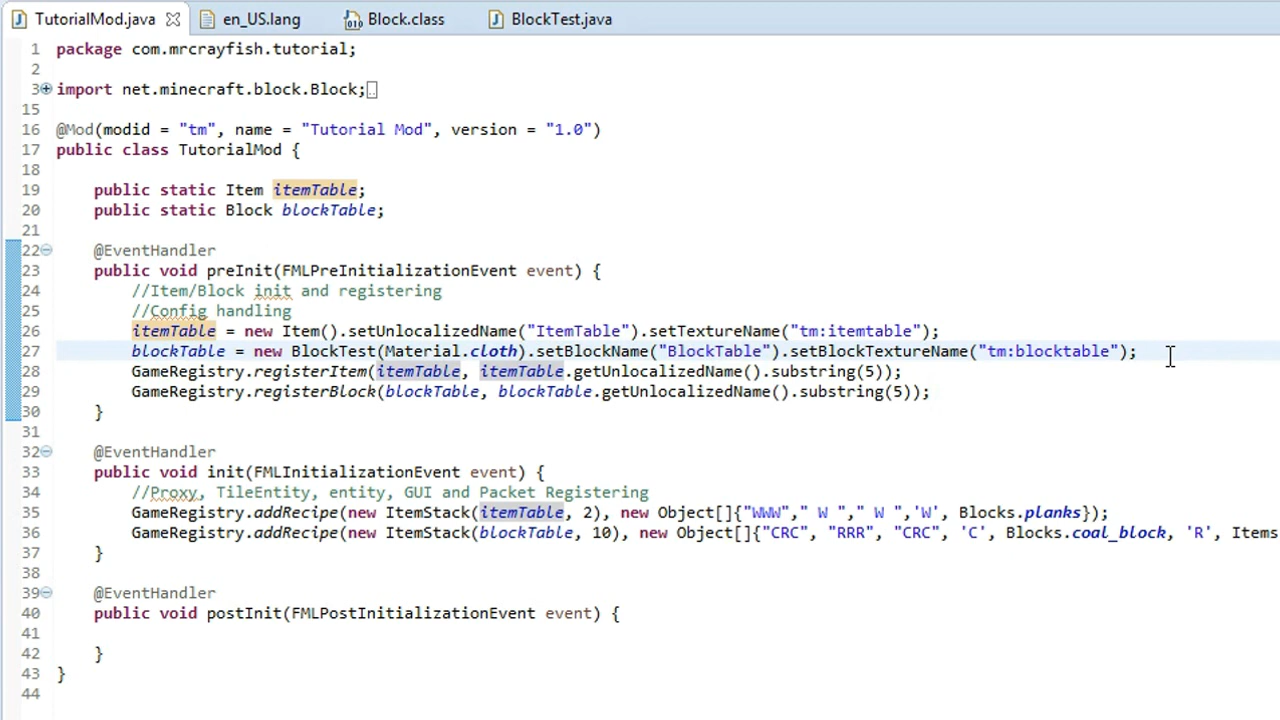 TutorialMod.java en_US.lang Block.class BlockTest.java
1 package com.mrcrayfish.tutorial;
2
3 import net.minecraft.block.Block;
15
16 @Mod(modid = "tm", name = "Tutorial Mod", version = "1.0")
17 public class TutorialMod {
18
19 public static Item itemTable;
20 public static Block blockTable;
21
22 @EventHandler
23 public void preInit(FMLPreInitializationEvent event) {
24 //Item/Block init and registering
25 //Config handling
26 itemTable = new Item().setUnlocalizedName("ItemTable").setTextureName("tm:itemtable");
27 blockTable = new BlockTest(Material.cloth).setBlockName("BlockTable").setBlockTextureName("tm:blocktable");
28 GameRegistry.registerItem(itemTable, itemTable.getUnlocalizedName().substring(5));
29 GameRegistry.registerBlock(blockTable, blockTable.getUnlocalizedName().substring(5));
30 }
31
32 @EventHandler
33 public void init(FMLInitializationEvent event) {
34 //Proxy, TileEntity, entity, GUI and Packet Registering
35 GameRegistry.addRecipe(new ItemStack(itemTable, 2), new Object[]{"WWW"," W "," W ",'W', Blocks.planks});
36 GameRegistry.addRecipe(new ItemStack(blockTable, 10), new Object[]{"CRC", "RRR", "CRC", 'C', Blocks.coal_block, 'R', Items
37 }
38
39 @EventHandler
40 public void postInit(FMLPostInitializationEvent event) {
41
42 }
43 }
44